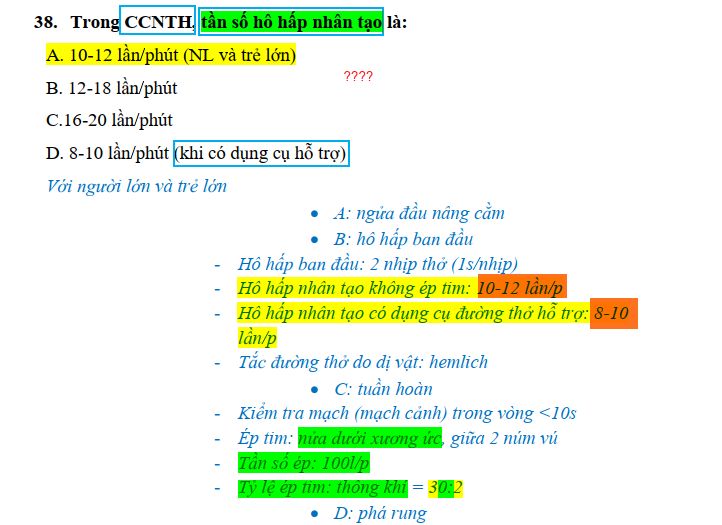 38. Trong CCNTH, tần số hô hấp nhân tạo là:
A. 10-12 lần/phút (NL và trẻ lớn)
????
B. 12-18 lần/phút
C.16-20 lần/phút
D. 8-10 lần/phút (khi có dụng cụ hỗ trợ)
Với người lớn và trẻ lớn
• A: ngửa đầu nâng cằm
• B: hô hấp ban đầu
- Hô hấp ban đầu: 2 nhịp thở (1s/nhịp)
- Hô hấp nhân tạo không ép tim: 10-12 lần/p
- Hô hấp nhân tạo có dụng cụ đường thở hỗ trợ: 8-10
lần/p
- Tắc đường thở do dị vật: hemlich
• C: tuần hoàn
- Kiểm tra mạch (mạch cảnh) trong vòng <10s
- Ép tim: nửa dưới xương ức, giữa 2 núm vú
- Tần số ép: 100l/p
- Tỷ lệ ép tim: thông khí = 30:2
• D: phá rung